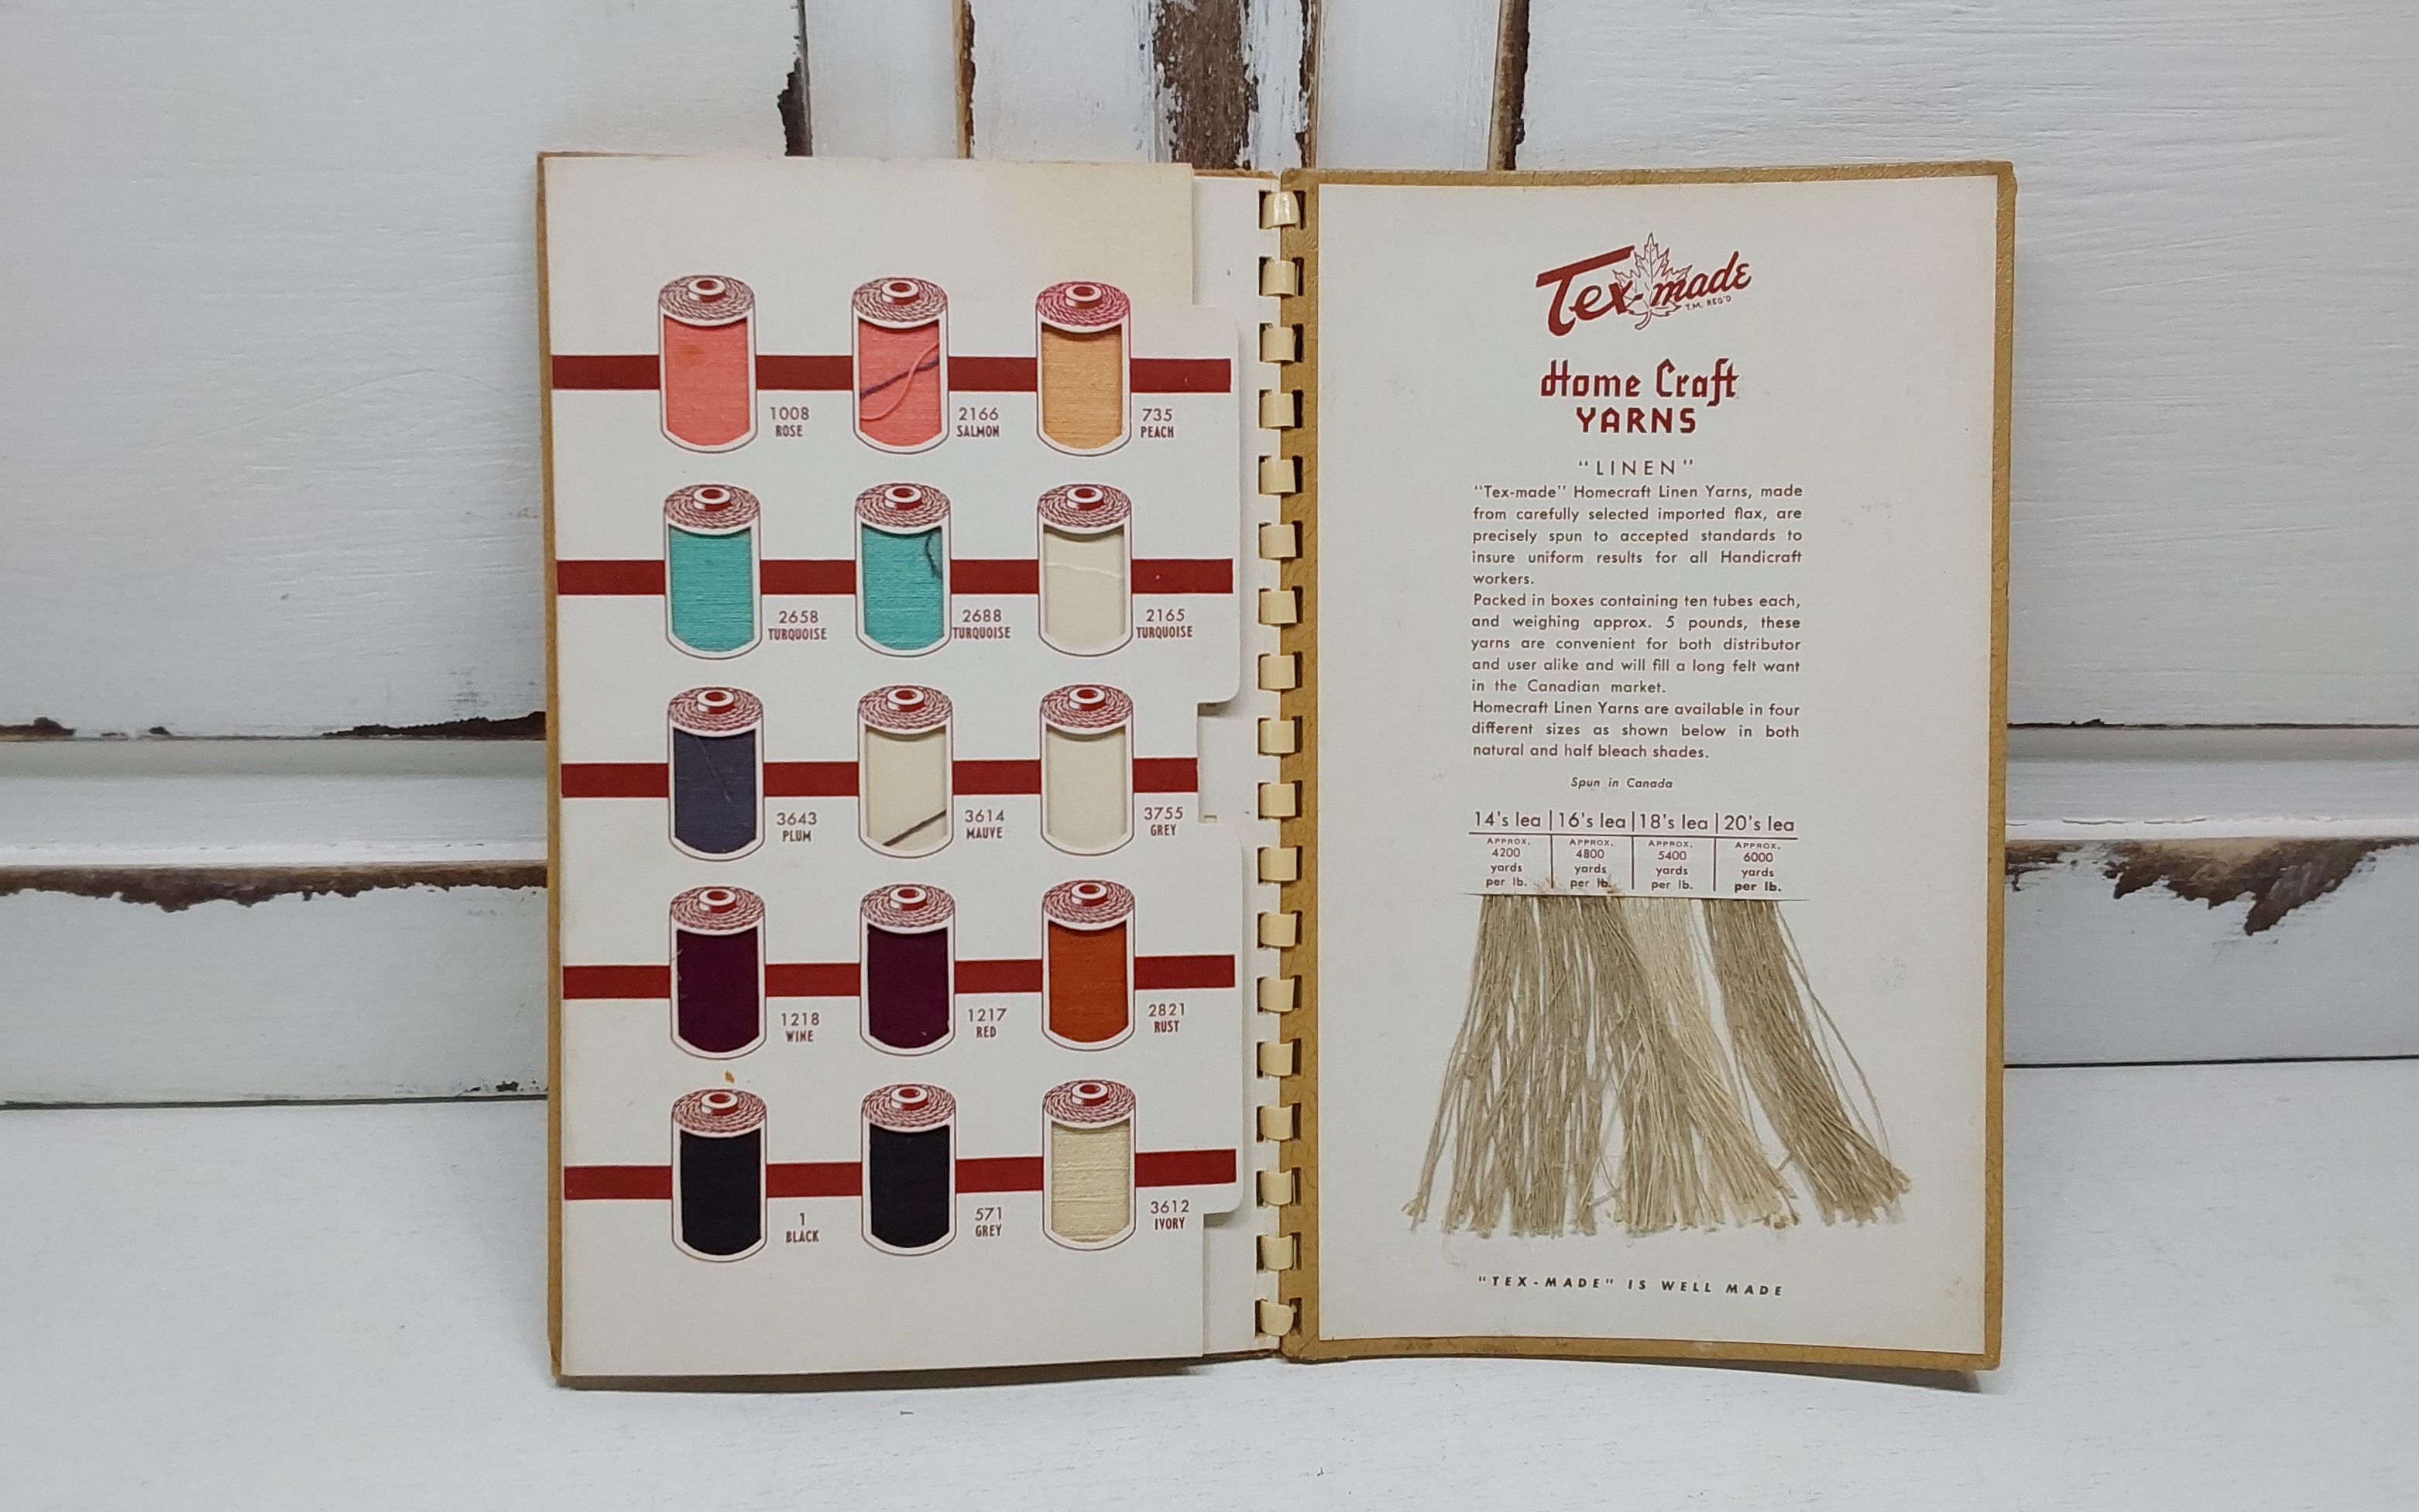 1008
ROSE
2166
SALMON
735
PEACH
2658
TURQUOISE
2688
TURQUOISE
2165
TURQUOISE
3643
PLUM
3614
MAUVE
3755
GREY
1218
WINE
1217
RED
2821
RUST
1
BLACK
571
GREY
3612
IVORY
Tex-made
T.M. REG'D
Home Craft
YARNS
"LINEN"
"Tex-made" Homecraft Linen Yarns, made
from carefully selected imported flax, are
precisely spun to accepted standards to
insure uniform results for all Handicraft
workers.
Packed in boxes containing ten tubes each,
and weighing approx. 5 pounds, these
yarns are convenient for both distributor
and user alike and will fill a long felt want
in the Canadian market.
Homecraft Linen Yarns are available in four
different sizes as shown below in both
natural and half bleach shades.
Spun in Canada
14's lea | 16's lea | 18's lea | 20's lea
APPROX. APPROX. APPROX. APPROX.
4200 4800 5400 6000
yards yards yards yards
per lb. per lb. per lb. per lb.
"TEX-MADE" IS WELL MADE